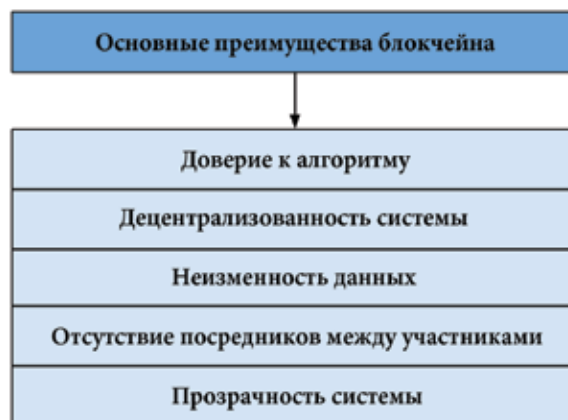 Основные преимущества блокчейна
Доверие к алгоритму
Децентрализованность системы
Неизменность данных
Отсутствие посредников между участниками
Прозрачность системы